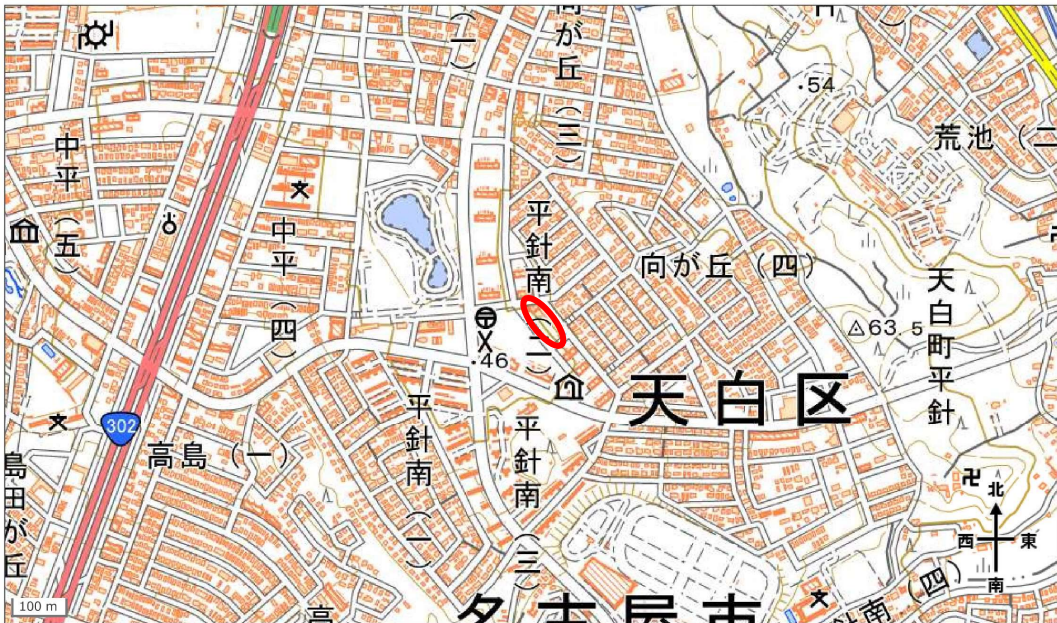 向が丘(三)
(一)
・54
荒池(二
中平(五)
中平(四)
平針南(二)
向が丘(四)
天白町平針
63.5
・46
天白区
302
高島(一)
平針南(一)
平針南(三)
島田が丘
北
西 東
南
100 m
高
名古屋市
南(四)